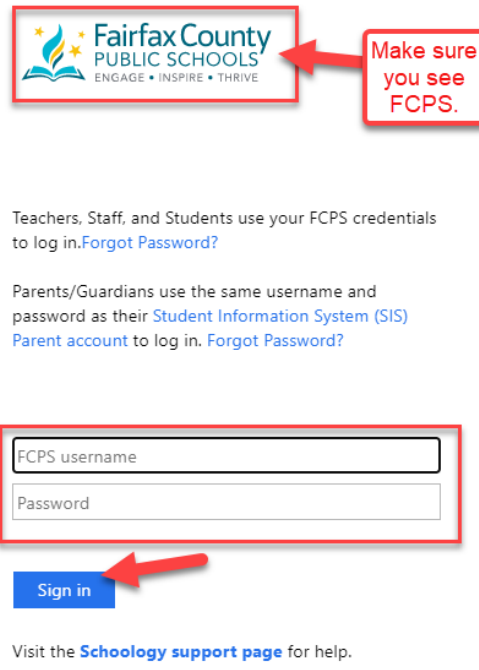 Fairfax County
PUBLIC SCHOOLS
ENGAGE • INSPIRE • THRIVE
Make sure
you see
FCPS.
Teachers, Staff, and Students use your FCPS credentials
to log in.Forgot Password?
Parents/Guardians use the same username and
password as their Student Information System (SIS)
Parent account to log in. Forgot Password?
FCPS username
Password
Sign in
Visit the Schoology support page for help.